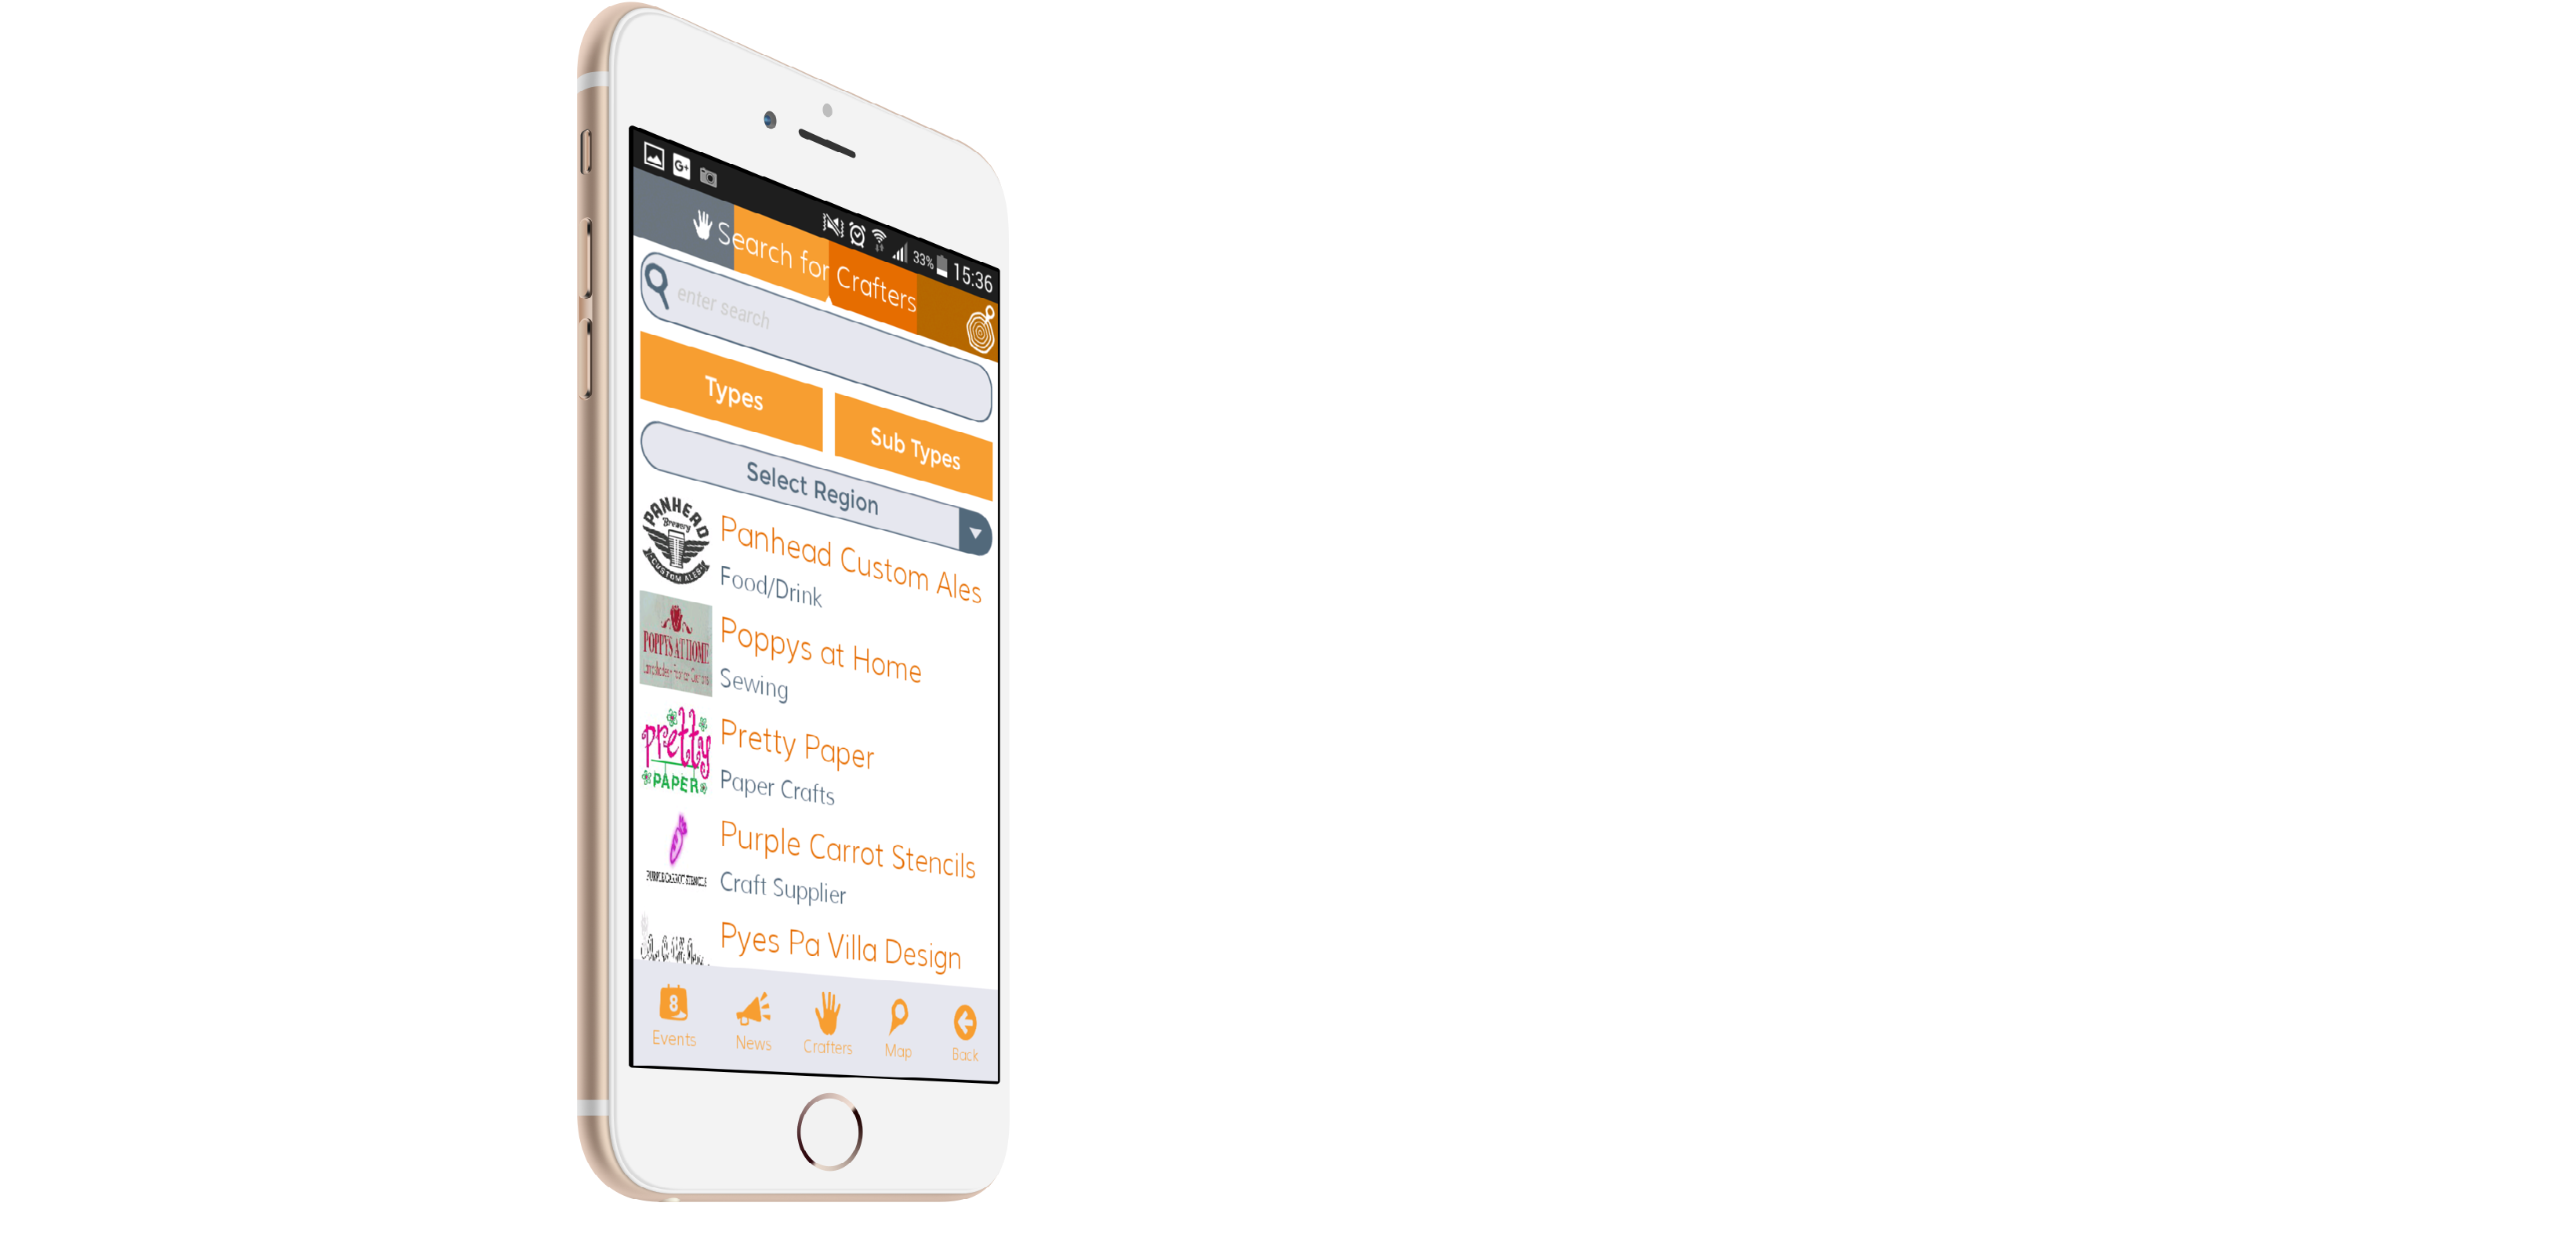 G+
33% 15:36
Search for Crafters
enter search
Types
Sub Types
Select Region
PANHEAD
Brewery
CUSTOM ALES
Panhead Custom Ales
Food/Drink
POPPYS AT HOME
Poppys at Home
Sewing
pretty
PAPER
Pretty Paper
Paper Crafts
PURPLE CARROT STENCILS
Purple Carrot Stencils
Craft Supplier
Pyes Pa Villa Design
8
Events
News
Crafters
Map
Back